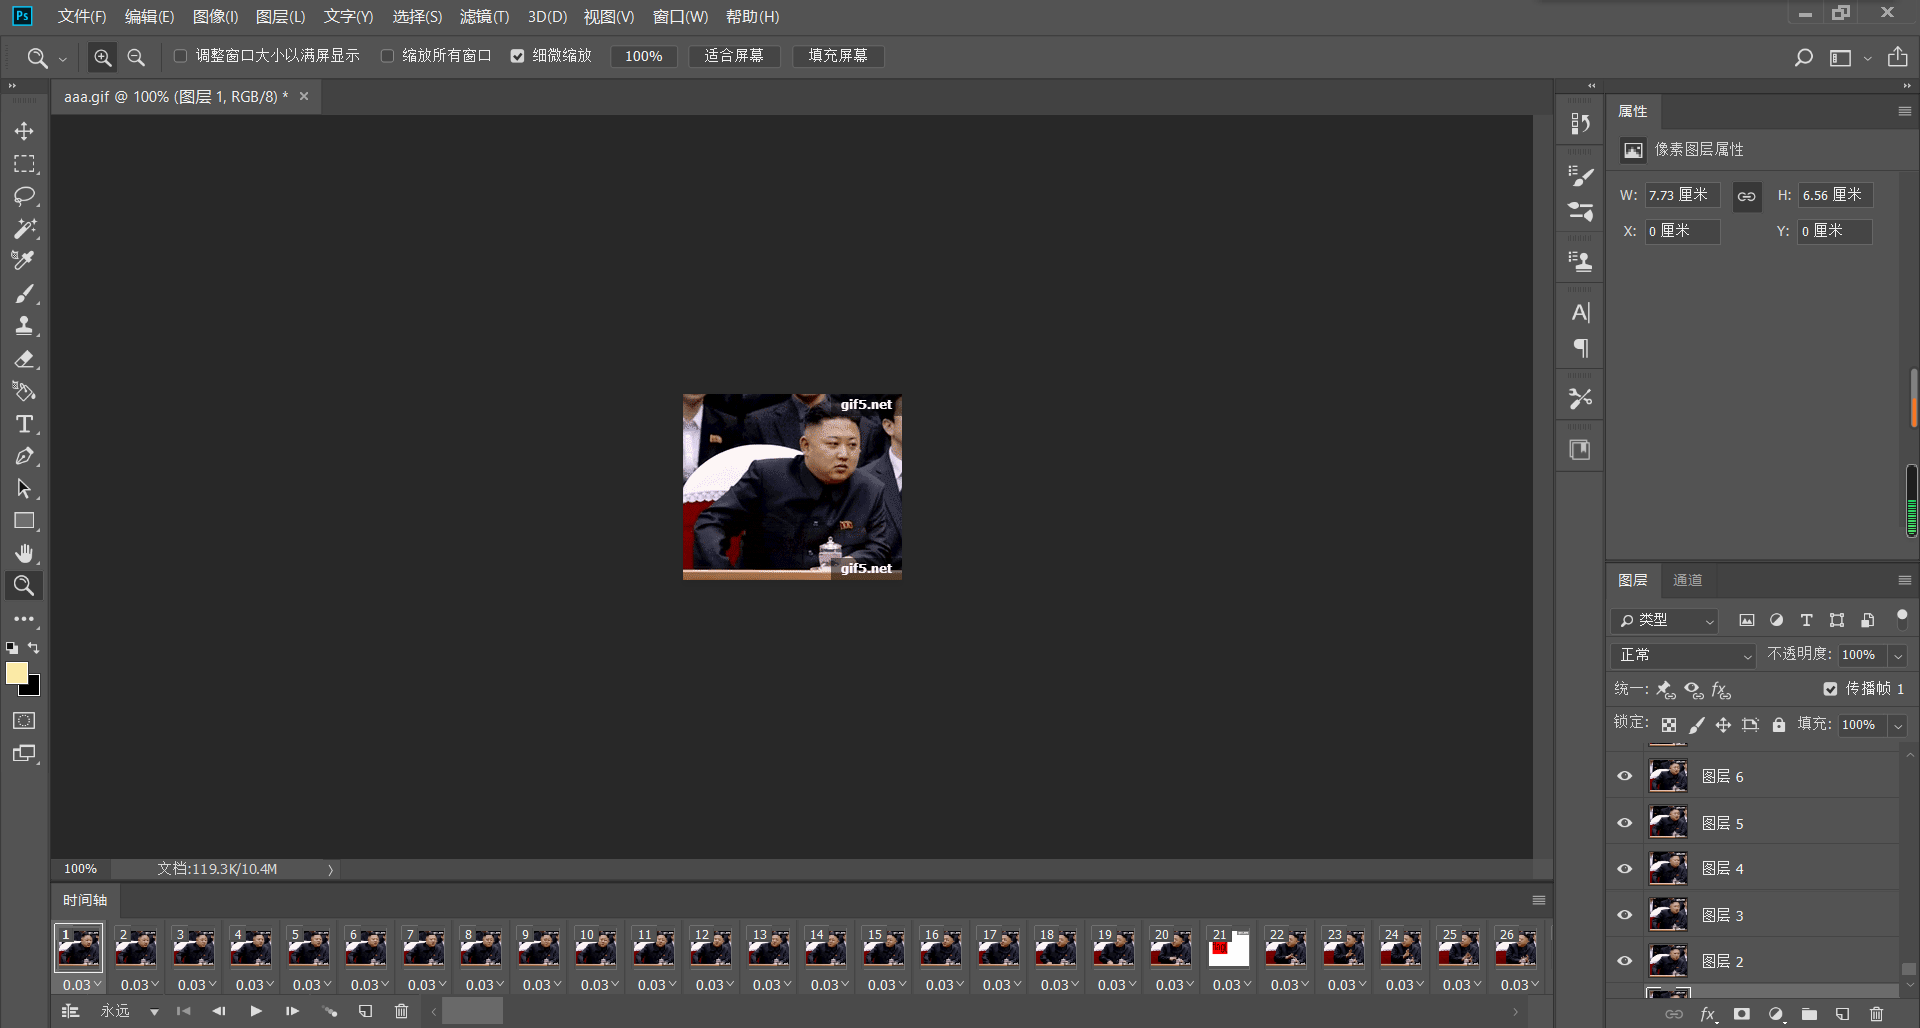 Ps 文件(F) 编辑(E) 图像(I) 图层(L) 文字(Y) 选择(S) 滤镜(T) 3D(D) 视图(V) 窗口(W) 帮助(H)
调整窗口大小以满屏显示 缩放所有窗口 细微缩放 100% 适合屏幕 填充屏幕
aaa.gif @ 100% (图层 1, RGB/8) *
属性
像素图层属性
W: 7.73 厘米 H: 6.56 厘米
X: 0 厘米 Y: 0 厘米
gif5.net
gif5.net
图层 通道
类型
正常 不透明度: 100%
统一: 传播帧 1
锁定: 填充: 100%
图层 6
图层 5
图层 4
图层 3
图层 2
100% 文档:119.3K/10.4M
时间轴
1 2 3 4 5 6 7 8 9 10 11 12 13 14 15 16 17 18 19 20 21 22 23 24 25 26
0.03 0.03 0.03 0.03 0.03 0.03 0.03 0.03 0.03 0.03 0.03 0.03 0.03 0.03 0.03 0.03 0.03 0.03 0.03 0.03 0.03 0.03 0.03 0.03 0.03 0.03
永远